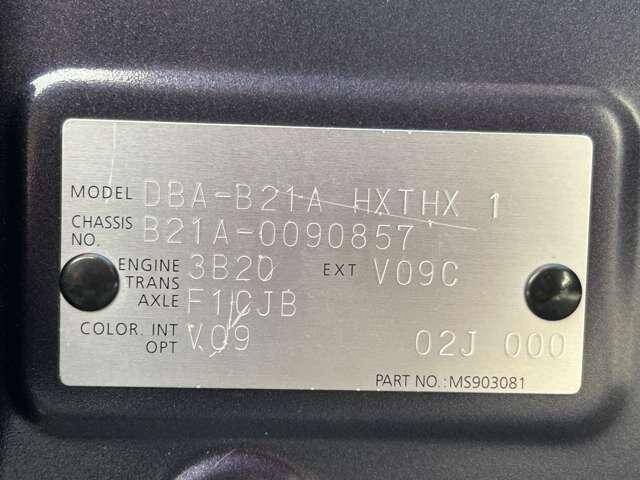 MODEL DBA-B21A HXTHX 1
CHASSIS NO. B21A-0090857
ENGINE 3B20 EXT V09C
TRANS AXLE F1CJB
COLOR. INT OPT V09 02J 000
PART NO.: MS903081